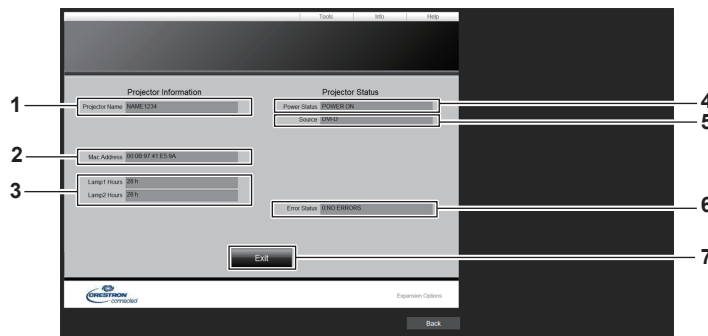 Tools Info Help
Projector Information
Projector Status
1 Projector Name NAME1234
4 Power Status POWER ON
5 Source DVI-D
2 Mac Address 00:0B:97:41:E5:9A
3 Lamp1 Hours 28 h
Lamp2 Hours 28 h
6 Error Status 0:NO ERRORS
7 Exit
CRESTRON
connected
Expansion Options
Back